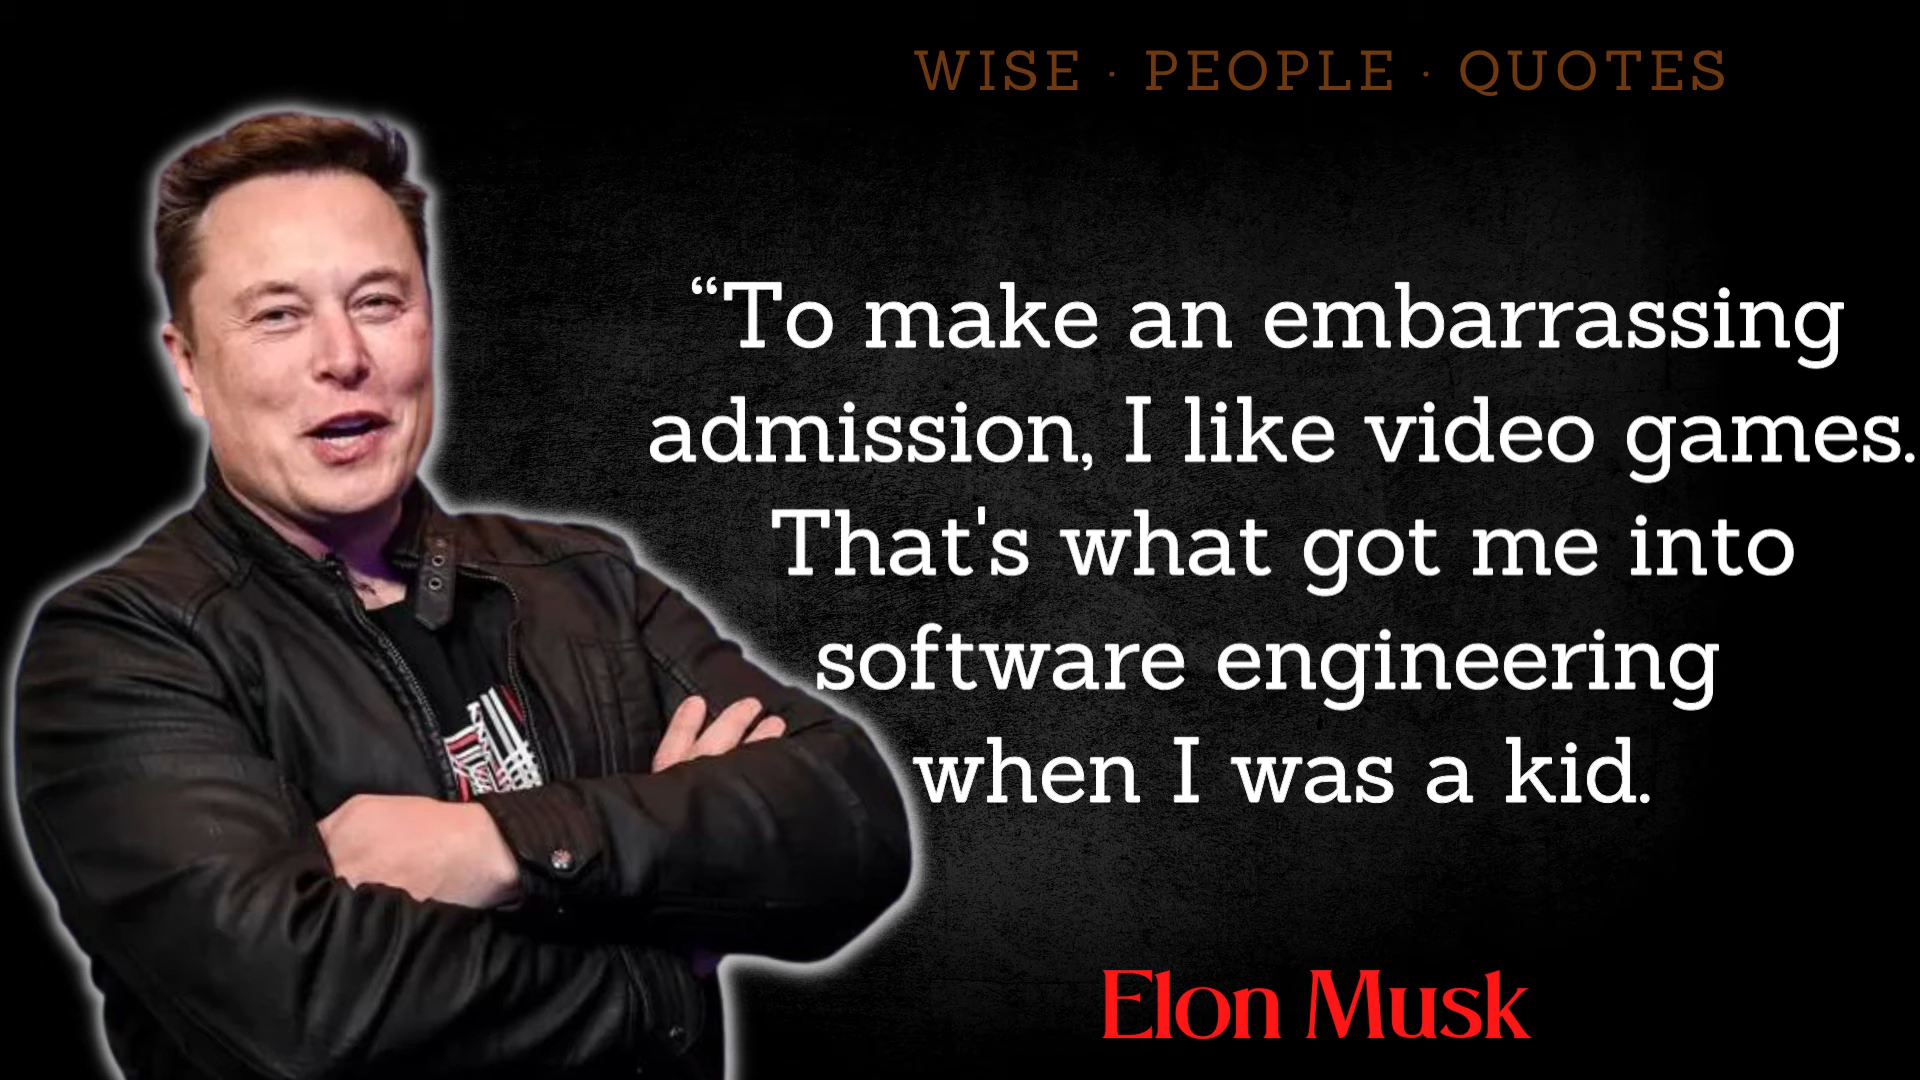 WISE · PEOPLE · QUOTES
“To make an embarrassing
admission, I like video games.
That's what got me into
software engineering
when I was a kid.
Elon Musk